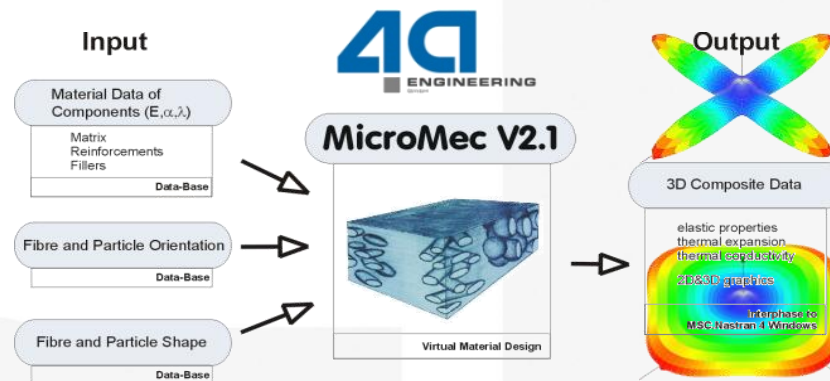 Input
Material Data of
Components (E,α,λ)
Matrix
Reinforcements
Fillers
Data-Base
Fibre and Particle Orientation
Data-Base
Fibre and Particle Shape
Data-Base
4a
ENGINEERING
MicroMec V2.1
Virtual Material Design
Output
3D Composite Data
elastic properties
thermal expansion
thermal conductivity
2D&3D graphics
Interphase to
MSC.Nastran 4 Windows